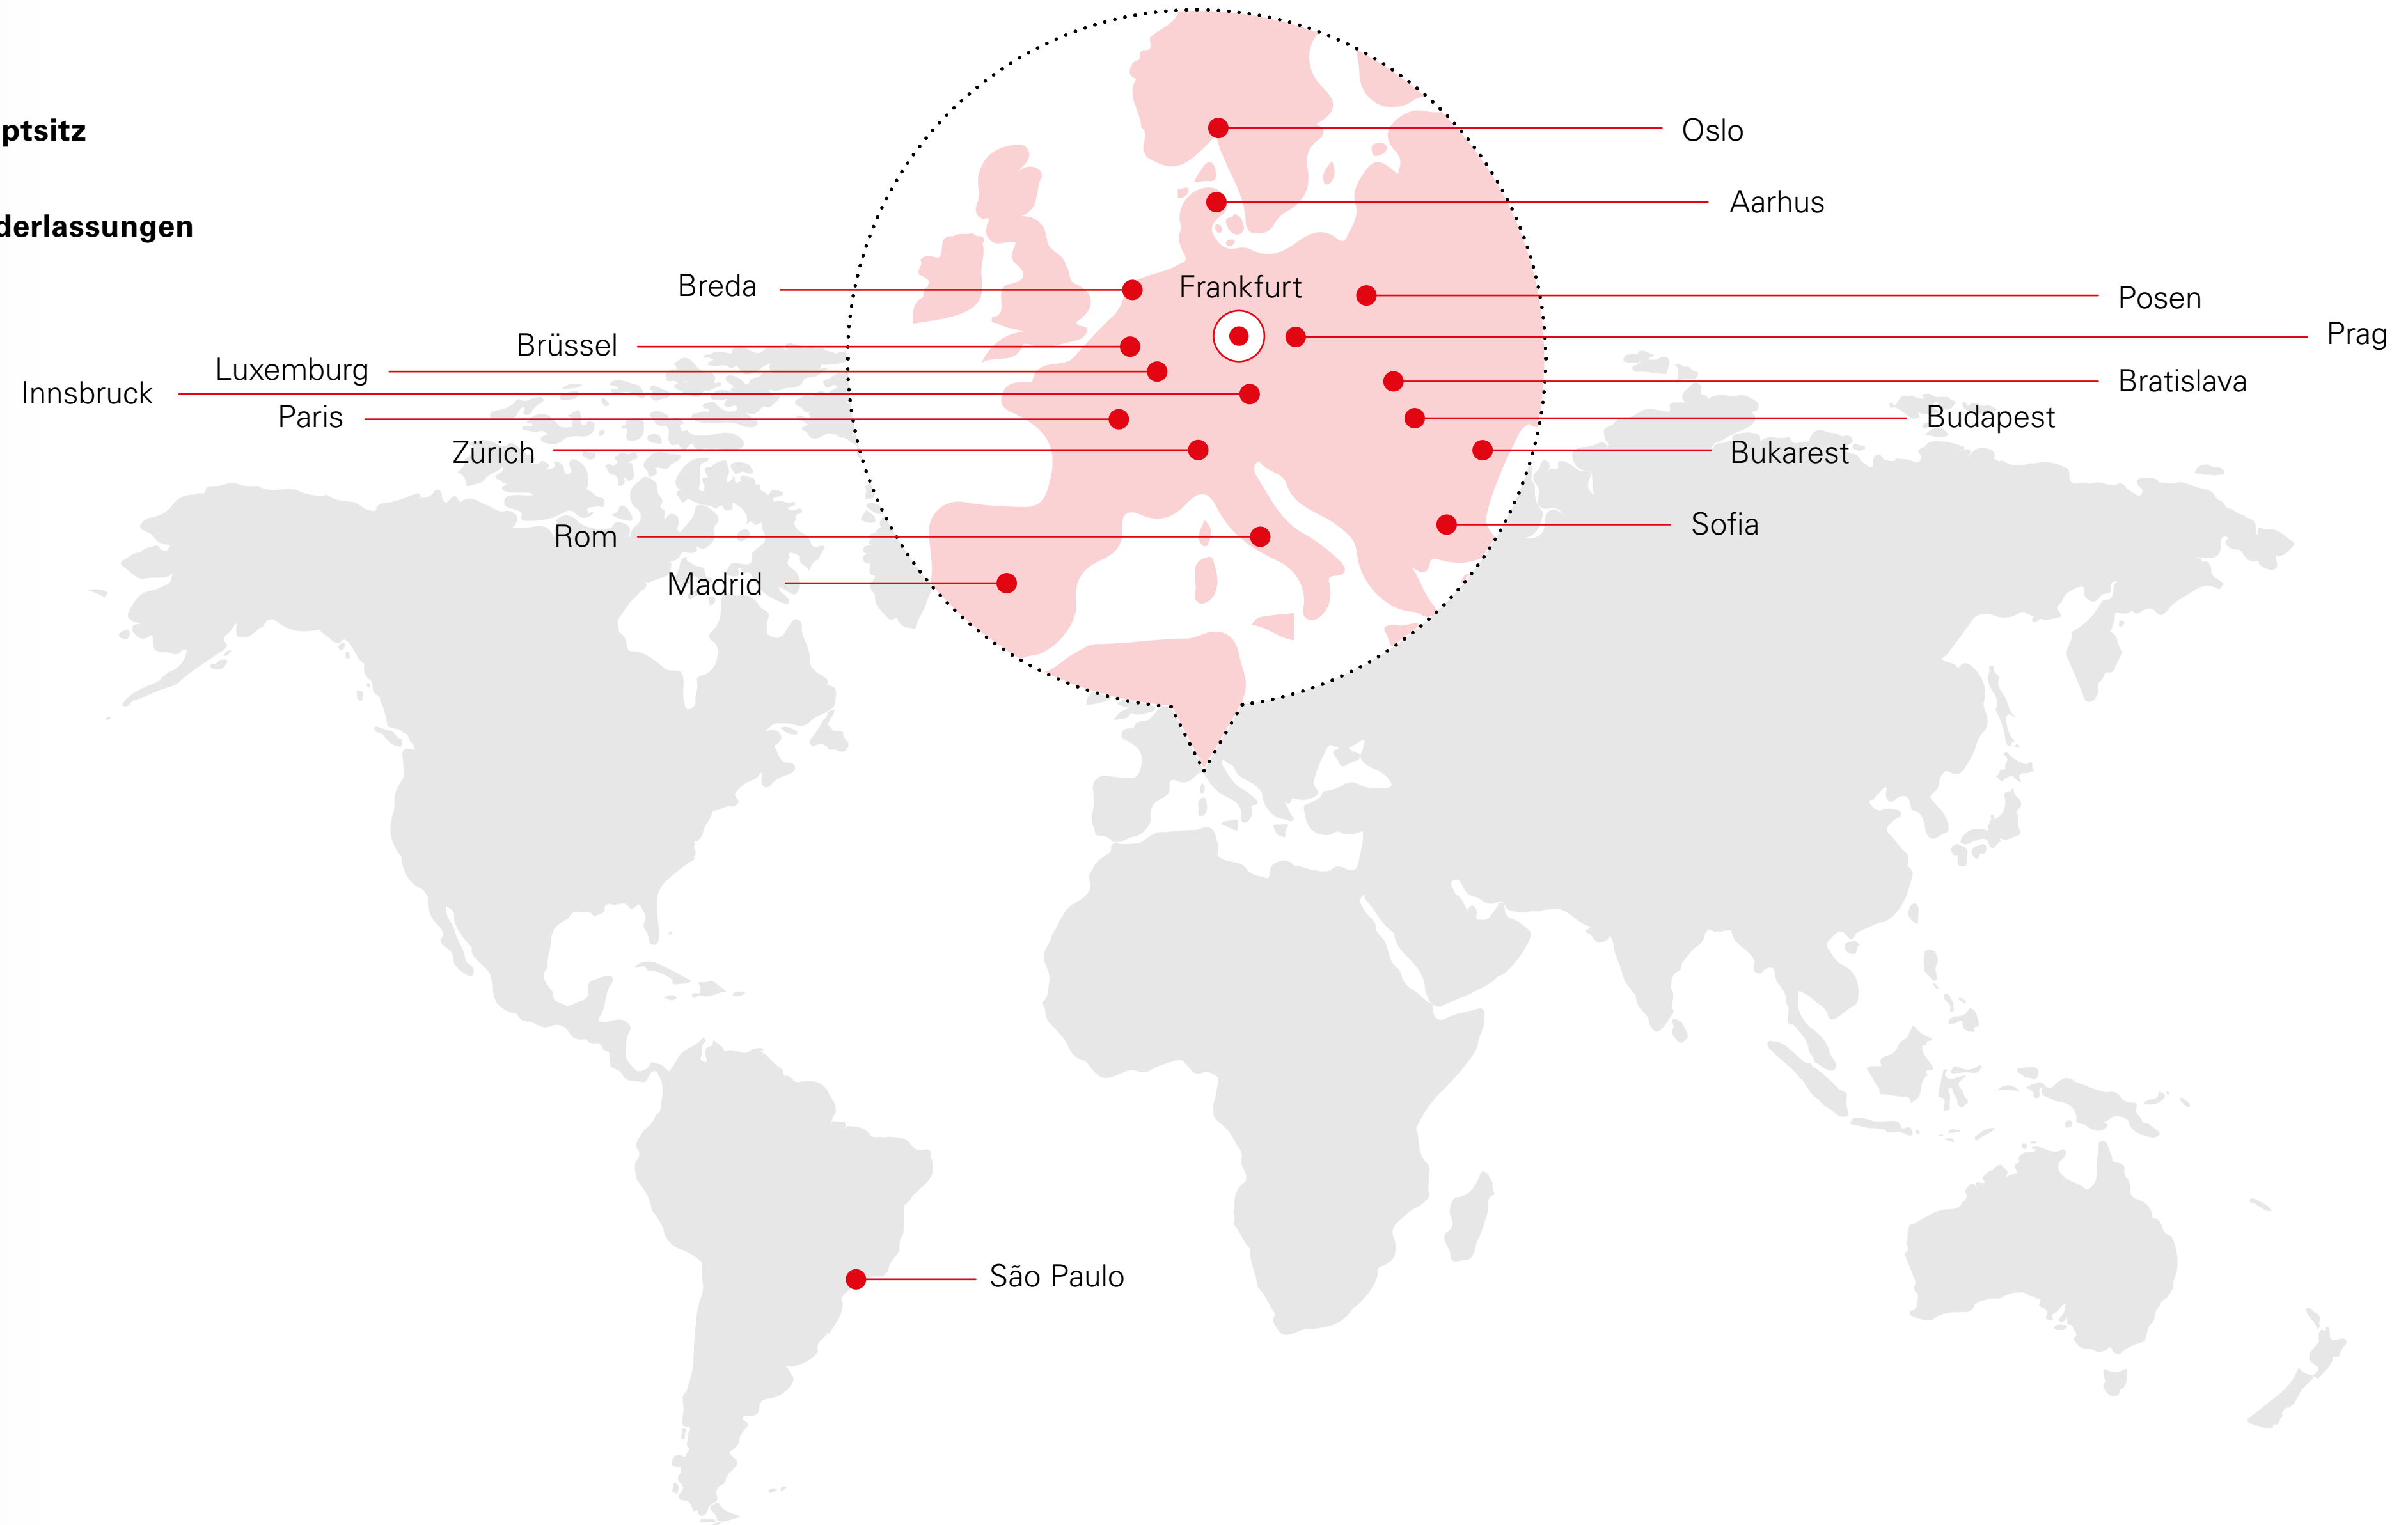 ptsitz
derlassungen
Oslo
Aarhus
Breda
Frankfurt
Posen
Prag
Brüssel
Luxemburg
Bratislava
Innsbruck
Paris
Budapest
Zürich
Bukarest
Sofia
Rom
Madrid
São Paulo